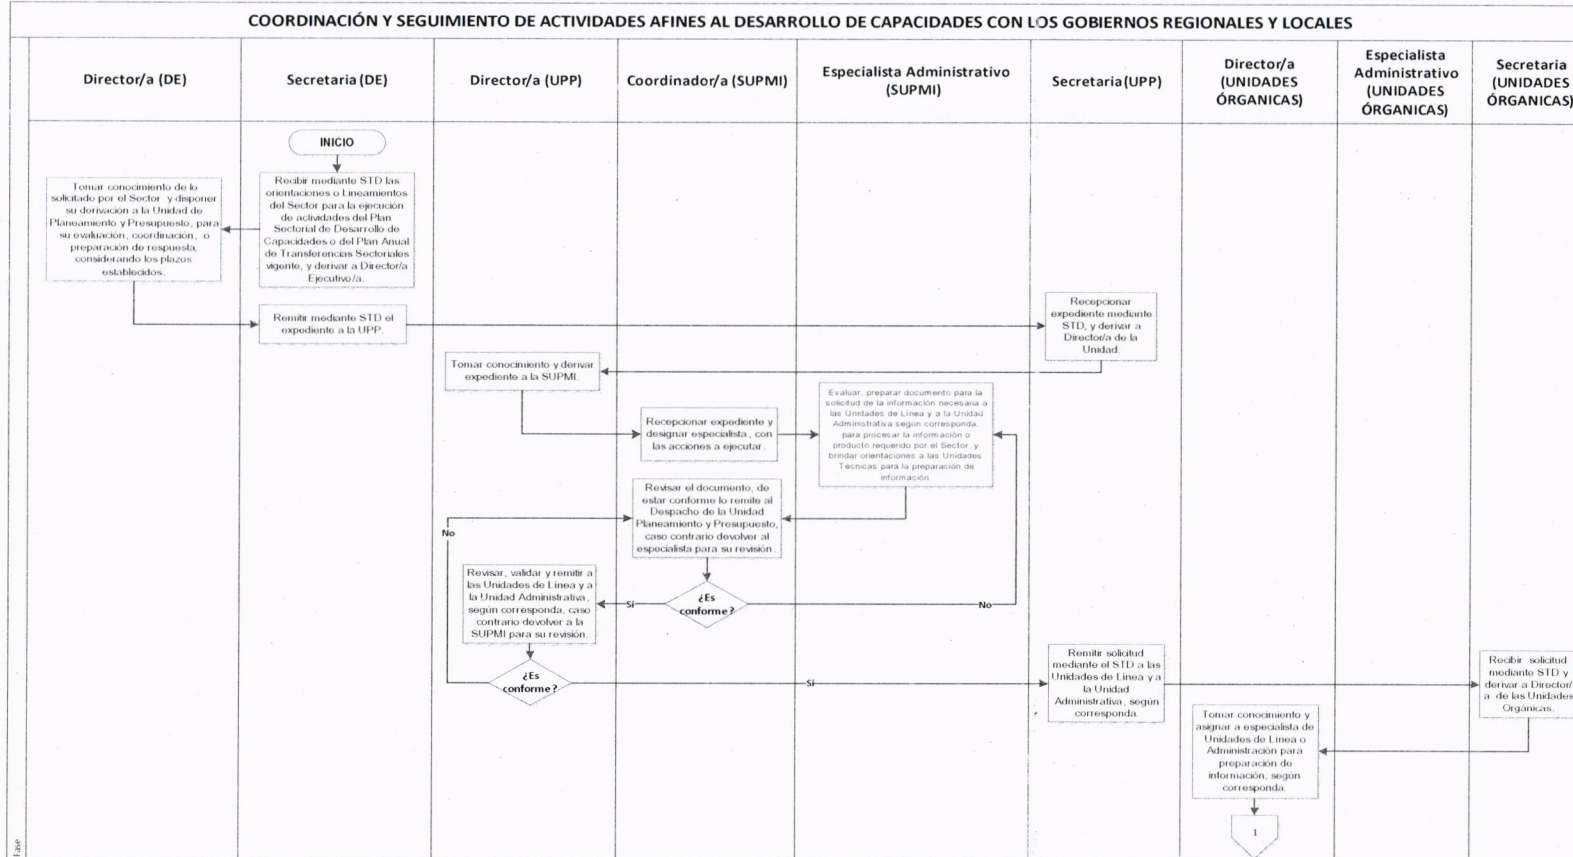 COORDINACIÓN Y SEGUIMIENTO DE ACTIVIDADES AFINES AL DESARROLLO DE CAPACIDADES CON LOS GOBIERNOS REGIONALES Y LOCALES
Director/a (DE)
Secretaria (DE)
Director/a (UPP)
Coordinador/a (SUPMI)
Especialista Administrativo
(SUPMI)
Secretaria (UPP)
Director/a
(UNIDADES
ÓRGANICAS)
Especialista
Administrativo
(UNIDADES
ÓRGANICAS)
Secretaria
(UNIDADES
ÓRGANICAS)
INICIO
Recibir mediante STD las
orientaciones o Lineamientos
del Sector para la ejecución
de actividades del Plan
Sectorial de Desarrollo de
Capacidades o del Plan Anual
de Transferencias Sectoriales
vigente, y derivar a Director/a
Ejecutivo/a.
Tomar conocimiento de lo
solicitado por el Sector y disponer
su derivación a la Unidad de
Planeamiento y Presupuesto, para
su evaluación, coordinación, o
preparación de respuesta,
considerando los plazos
establecidos.
Remitir mediante STD el
expediente a la UPP.
Recepcionar
expediente mediante
STD, y derivar a
Director/a de la
Unidad.
Tomar conocimiento y derivar
expediente a la SUPMI.
Recepcionar expediente y
designar especialista, con
las acciones a ejecutar.
Evaluar, preparar documento para la
solicitud de la información necesaria a
las Unidades de Línea y a la Unidad
Administrativa según corresponda,
para procesar la información o
producto requerido por el Sector, y
brindar orientaciones a las Unidades
Técnicas para la preparación de
información.
Revisar el documento, de
estar conforme lo remite al
Despacho de la Unidad
Planeamiento y Presupuesto,
caso contrario devolver al
especialista para su revisión.
No
¿Es
conforme?
Sí
No
Revisar, validar y remitir a
las Unidades de Línea y a
la Unidad Administrativa,
según corresponda, caso
contrario devolver a la
SUPMI para su revisión.
¿Es
conforme?
Sí
Remitir solicitud
mediante el STD a las
Unidades de Línea y a
la Unidad
Administrativa, según
corresponda.
Recibir solicitud
mediante STD y
derivar a Director/
a de las Unidades
Orgánicas.
Tomar conocimiento y
asignar a especialista de
Unidades de Línea o
Administración para
preparación de
información, según
corresponda.
1
Fase